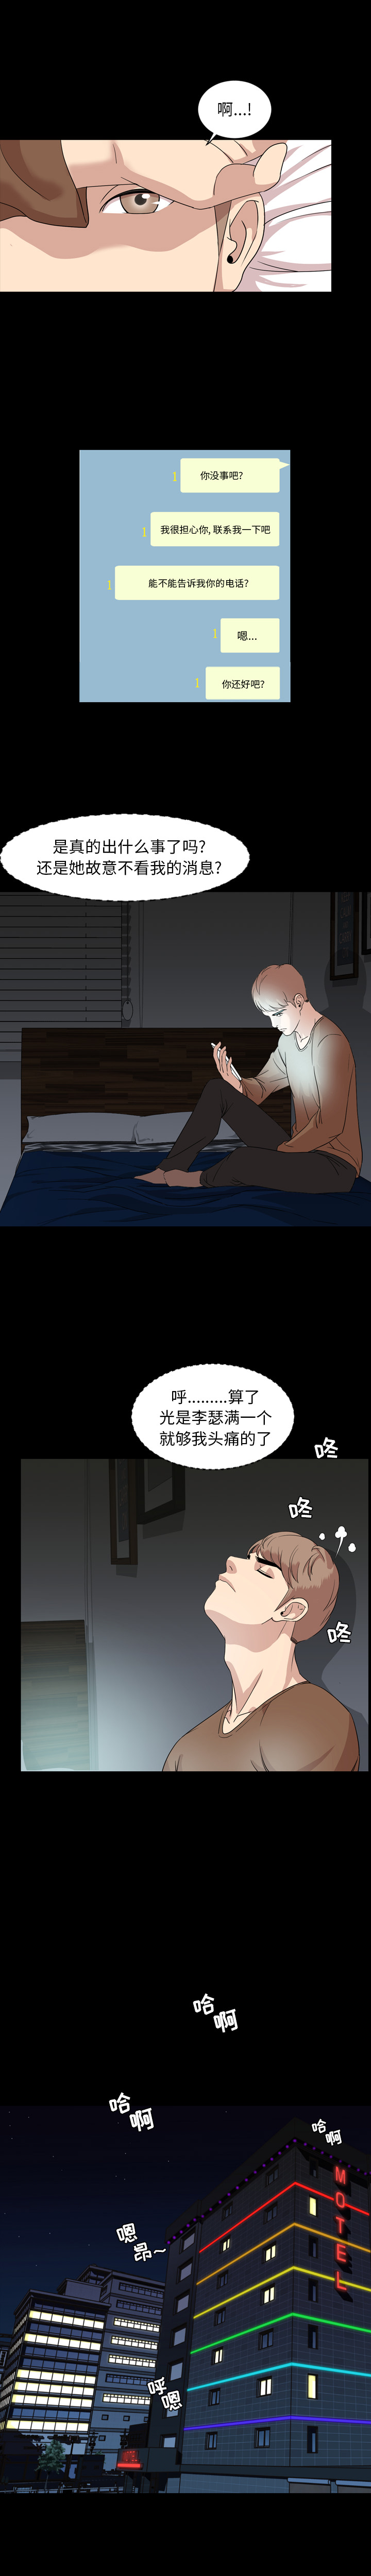 啊...!
1
你没事吧?
1
我很担心你, 联系我一下吧
1
能不能告诉我你的电话?
1
嗯...
1
你还好吧?
是真的出什么事了吗?
还是她故意不看我的消息?
呼.........算了
光是李瑟满一个
就够我头痛的了
咚
咚
咚
哈
啊
哈
啊
哈
啊
MOTEL
嗯
昂~
呼
嗯